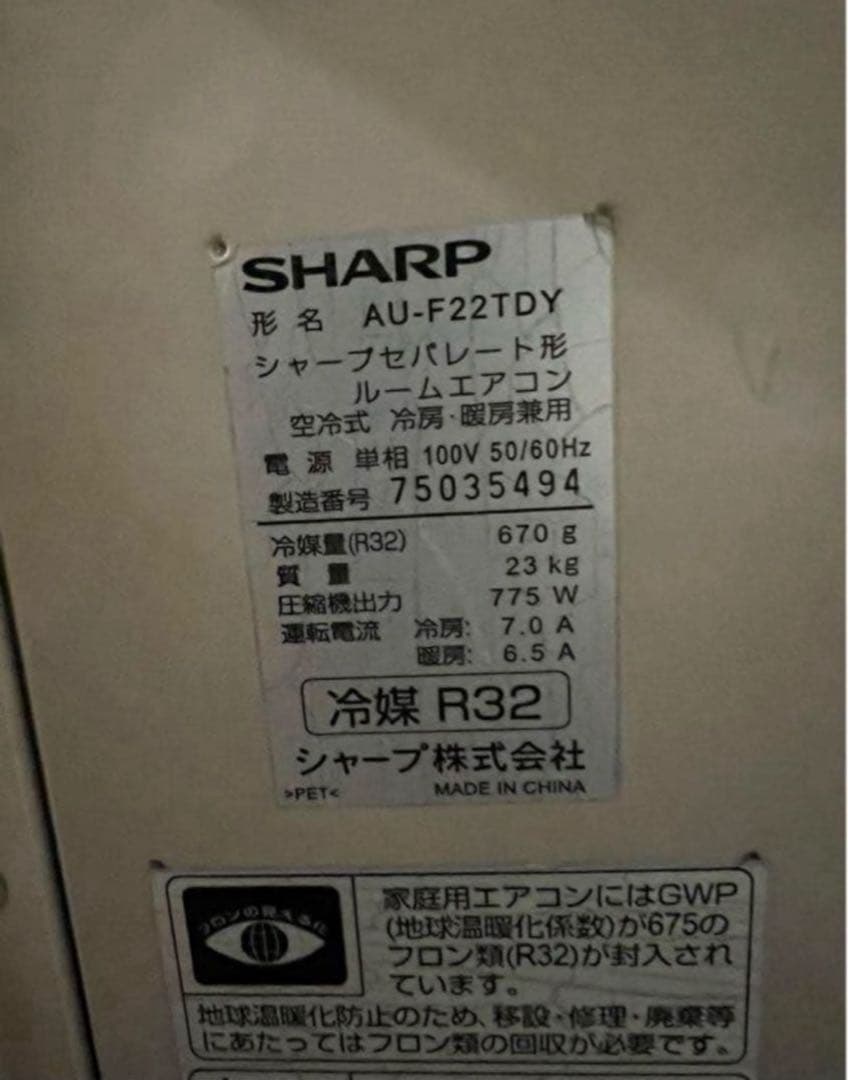 SHARP
形名 AU-F22TDY
シャープセパレート形
ルームエアコン
空冷式 冷房・暖房兼用
電源 単相 100V 50/60Hz
製造番号 75035494
冷媒量(R32) 670 g
質量 23 kg
圧縮機出力 775 W
運転電流 冷房: 7.0 A
暖房: 6.5 A
冷媒 R32
シャープ株式会社
>PET< MADE IN CHINA
フロンの見える化
家庭用エアコンにはGWP
(地球温暖化係数)が675の
フロン類(R32)が封入され
ています。
地球温暖化防止のため、移設・修理・廃棄等
にあたってはフロン類の回収が必要です。